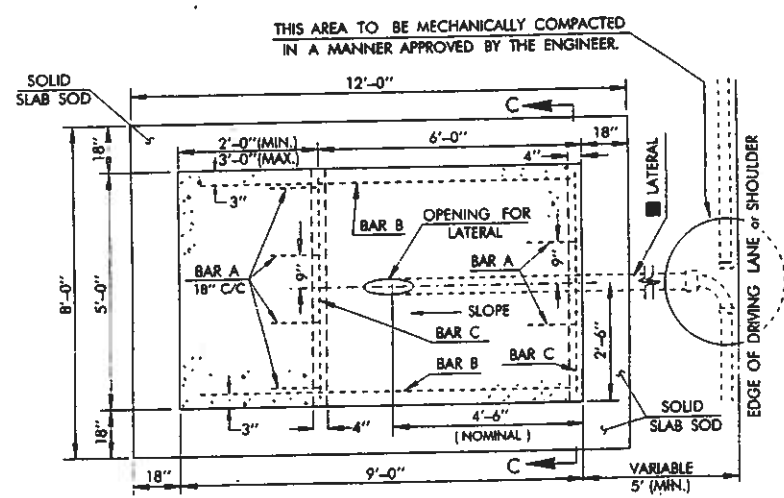 THIS AREA TO BE MECHANICALLY COMPACTED
IN A MANNER APPROVED BY THE ENGINEER.
SOLID
SLAB SOD
12'-0"
C
2'-0"(MIN.)
3'-0"(MAX.)
6'-0"
18"
18"
4"
3"
BAR B
OPENING FOR
LATERAL
LATERAL
BAR A
18" C/C
9"
BAR A
9"
8'-0"
5'-0"
SLOPE
BAR C
BAR C
BAR B
2'-6"
EDGE OF DRIVING LANE or SHOULDER
3"
4"
4'-6"
(NOMINAL)
SOLID
SLAB SOD
18"
C
18"
9'-0"
VARIABLE
5' (MIN.)